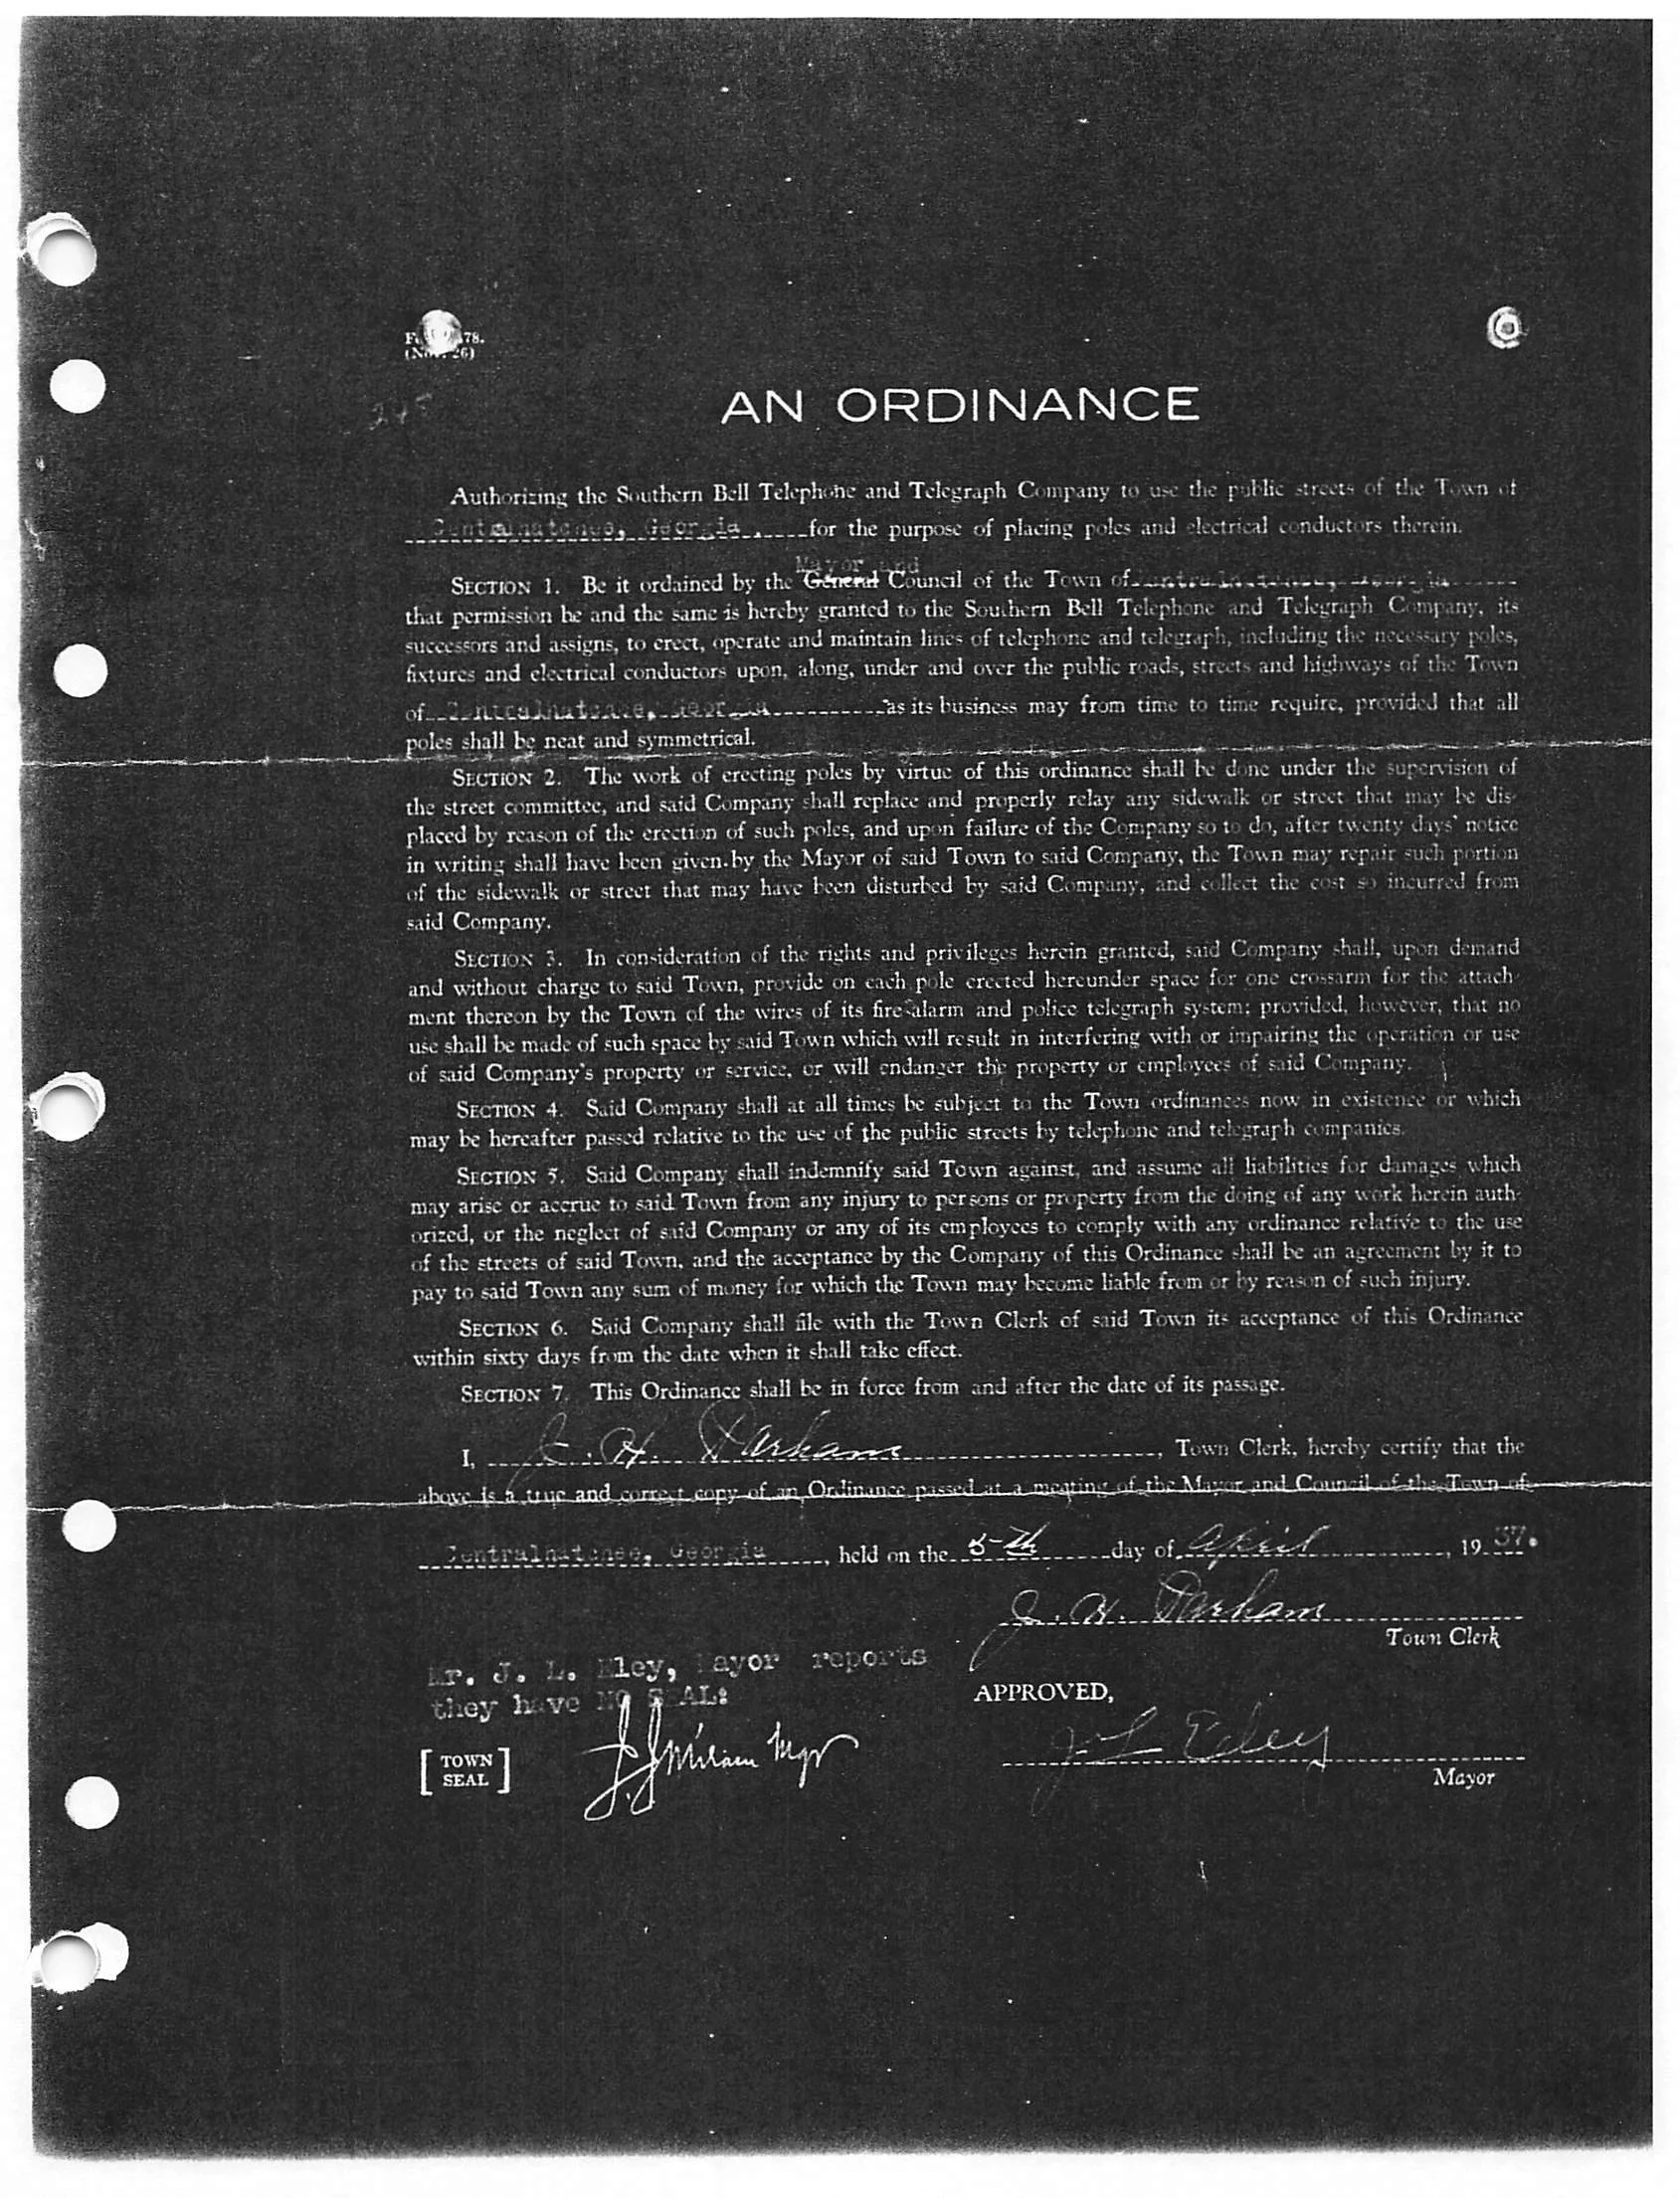 78.
26)
245
AN ORDINANCE
Authorizing the Southern Bell Telephone and Telegraph Company to use the public streets of the Town of
Centralhatchee, Georgia, for the purpose of placing poles and electrical conductors therein.
Mayor and
SECTION 1. Be it ordained by the General Council of the Town of Centralhatchee, Georgia
that permission be and the same is hereby granted to the Southern Bell Telephone and Telegraph Company, its
successors and assigns, to erect, operate and maintain lines of telephone and telegraph, including the necessary poles,
fixtures and electrical conductors upon, along, under and over the public roads, streets and highways of the Town
of Centralhatchee, Georgia as its business may from time to time require, provided that all
poles shall be neat and symmetrical.
SECTION 2. The work of erecting poles by virtue of this ordinance shall be done under the supervision of
the street committee, and said Company shall replace and properly relay any sidewalk or street that may be dis-
placed by reason of the erection of such poles, and upon failure of the Company so to do, after twenty days' notice
in writing shall have been given by the Mayor of said Town to said Company, the Town may repair such portion
of the sidewalk or street that may have been disturbed by said Company, and collect the cost so incurred from
said Company.
SECTION 3. In consideration of the rights and privileges herein granted, said Company shall, upon demand
and without charge to said Town, provide on each pole erected hereunder space for one crossarm for the attach-
ment thereon by the Town of the wires of its fire alarm and police telegraph system; provided, however, that no
use shall be made of such space by said Town which will result in interfering with or impairing the operation or use
of said Company's property or service, or will endanger the property or employees of said Company.
SECTION 4. Said Company shall at all times be subject to the Town ordinances now in existence or which
may be hereafter passed relative to the use of the public streets by telephone and telegraph companies.
SECTION 5. Said Company shall indemnify said Town against, and assume all liabilities for damages which
may arise or accrue to said Town from any injury to persons or property from the doing of any work herein auth-
orized, or the neglect of said Company or any of its employees to comply with any ordinance relative to the use
of the streets of said Town, and the acceptance by the Company of this Ordinance shall be an agreement by it to
pay to said Town any sum of money for which the Town may become liable from or by reason of such injury.
SECTION 6. Said Company shall file with the Town Clerk of said Town its acceptance of this Ordinance
within sixty days from the date when it shall take effect.
SECTION 7. This Ordinance shall be in force from and after the date of its passage.
I, J. H. Parham, Town Clerk, hereby certify that the
above is a true and correct copy of an Ordinance passed at a meeting of the Mayor and Council of the Town of
Centralhatchee, Georgia, held on the 5th day of April, 1937.
J. H. Parham
Town Clerk
Mr. J. L. Eley, Mayor reports
they have NO SEAL:
APPROVED,
J L Eley
Mayor
[TOWN
SEAL]
Mgr